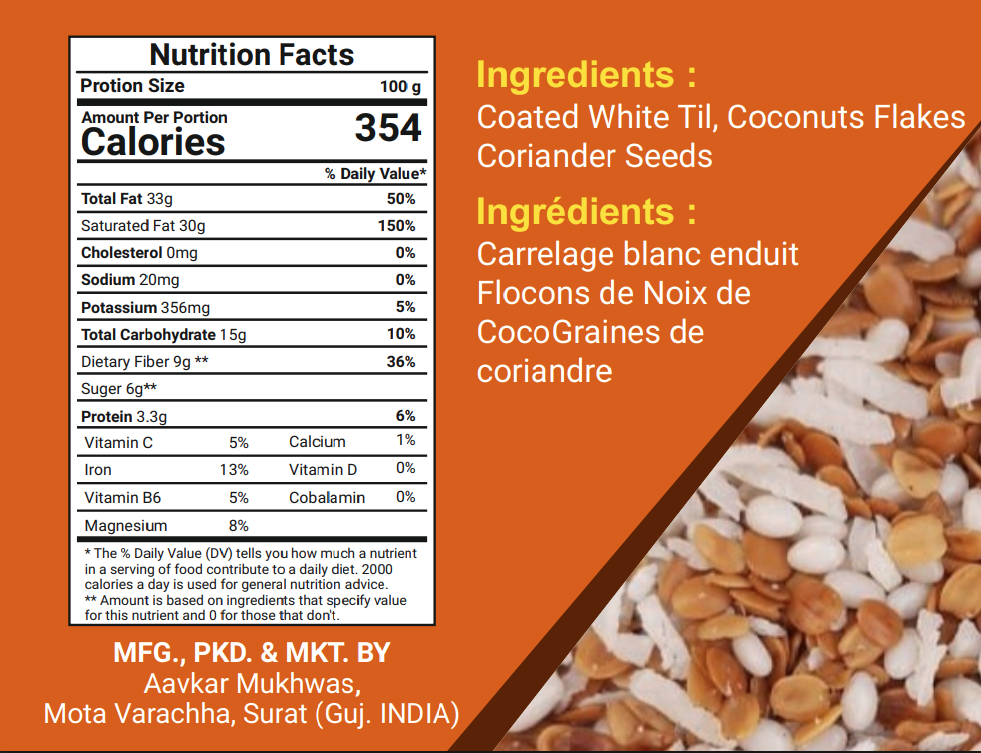 Nutrition Facts
Protion Size 100 g
Amount Per Portion
Calories 354
% Daily Value*
Total Fat 33g 50%
Saturated Fat 30g 150%
Cholesterol 0mg 0%
Sodium 20mg 0%
Potassium 356mg 5%
Total Carbohydrate 15g 10%
Dietary Fiber 9g ** 36%
Suger 6g**
Protein 3.3g 6%
Vitamin C 5% Calcium 1%
Iron 13% Vitamin D 0%
Vitamin B6 5% Cobalamin 0%
Magnesium 8%
* The % Daily Value (DV) tells you how much a nutrient
in a serving of food contribute to a daily diet. 2000
calories a day is used for general nutrition advice.
** Amount is based on ingredients that specify value
for this nutrient and 0 for those that don't.
MFG., PKD. & MKT. BY
Aavkar Mukhwas,
Mota Varachha, Surat (Guj. INDIA)
Ingredients :
Coated White Til, Coconuts Flakes
Coriander Seeds
Ingrédients :
Carrelage blanc enduit
Flocons de Noix de
CocoGraines de
coriandre